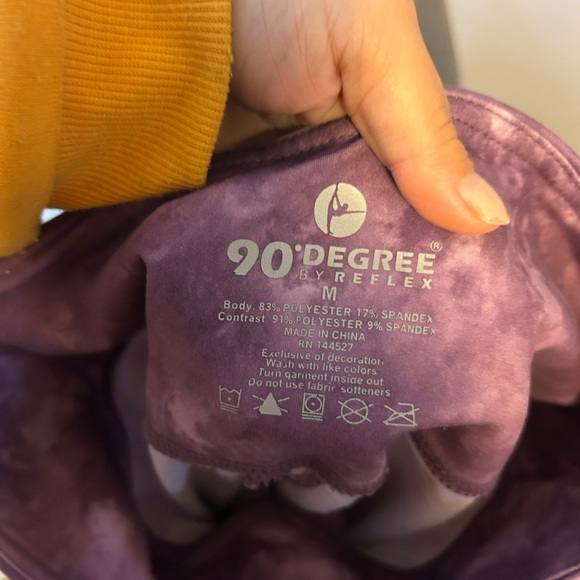 90°DEGREE®
BY REFLEX
M
Body: 83% POLYESTER 17% SPANDEX
Contrast 91% POLYESTER 9% SPANDEX
MADE IN CHINA
RN 144527
Exclusive of decoration
Wash with like colors
Turn garment inside out
Do not use fabric softeners